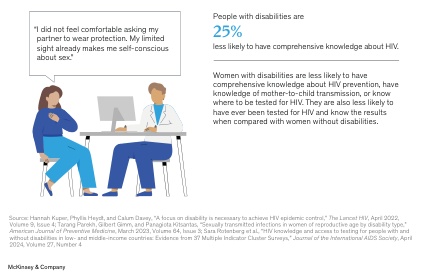 "I did not feel comfortable asking my
partner to wear protection. My limited
sight already makes me self-conscious
about sex."
People with disabilities are
25%
less likely to have comprehensive knowledge about HIV.
Women with disabilities are less likely to have
comprehensive knowledge about HIV prevention, have
knowledge of mother-to-child transmission, or know
where to be tested for HIV. They are also less likely to
have ever been tested for HIV and know the results
when compared with women without disabilities.
Source: Hannah Kuper, Phyllis Heydt, and Calum Davey, "A focus on disability is necessary to achieve HIV epidemic control," The Lancet HIV, April 2022,
Volume 9, Issue 4; Tarang Parekh, Gilbert Gimm, and Panagiota Kitsantas, "Sexually transmitted infections in women of reproductive age by disability type,"
American Journal of Preventive Medicine, March 2023, Volume 64, Issue 3; Sara Rotenberg et al., "HIV knowledge and access to testing for people with and
without disabilities in low- and middle-income countries: Evidence from 37 Multiple Indicator Cluster Surveys," Journal of the International AIDS Society, April
2024, Volume 27, Number 4
McKinsey & Company